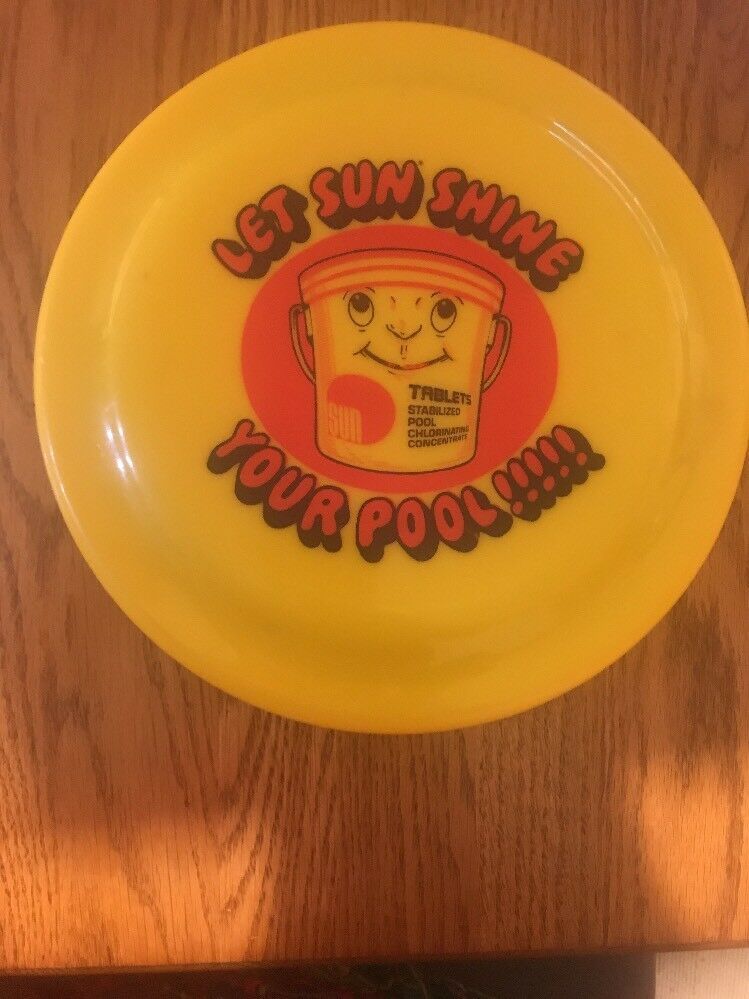 LET SUN® SHINE
TABLETS
STABILIZED
POOL
CHLORINATING
CONCENTRATE
SUN
YOUR POOL!!!!!